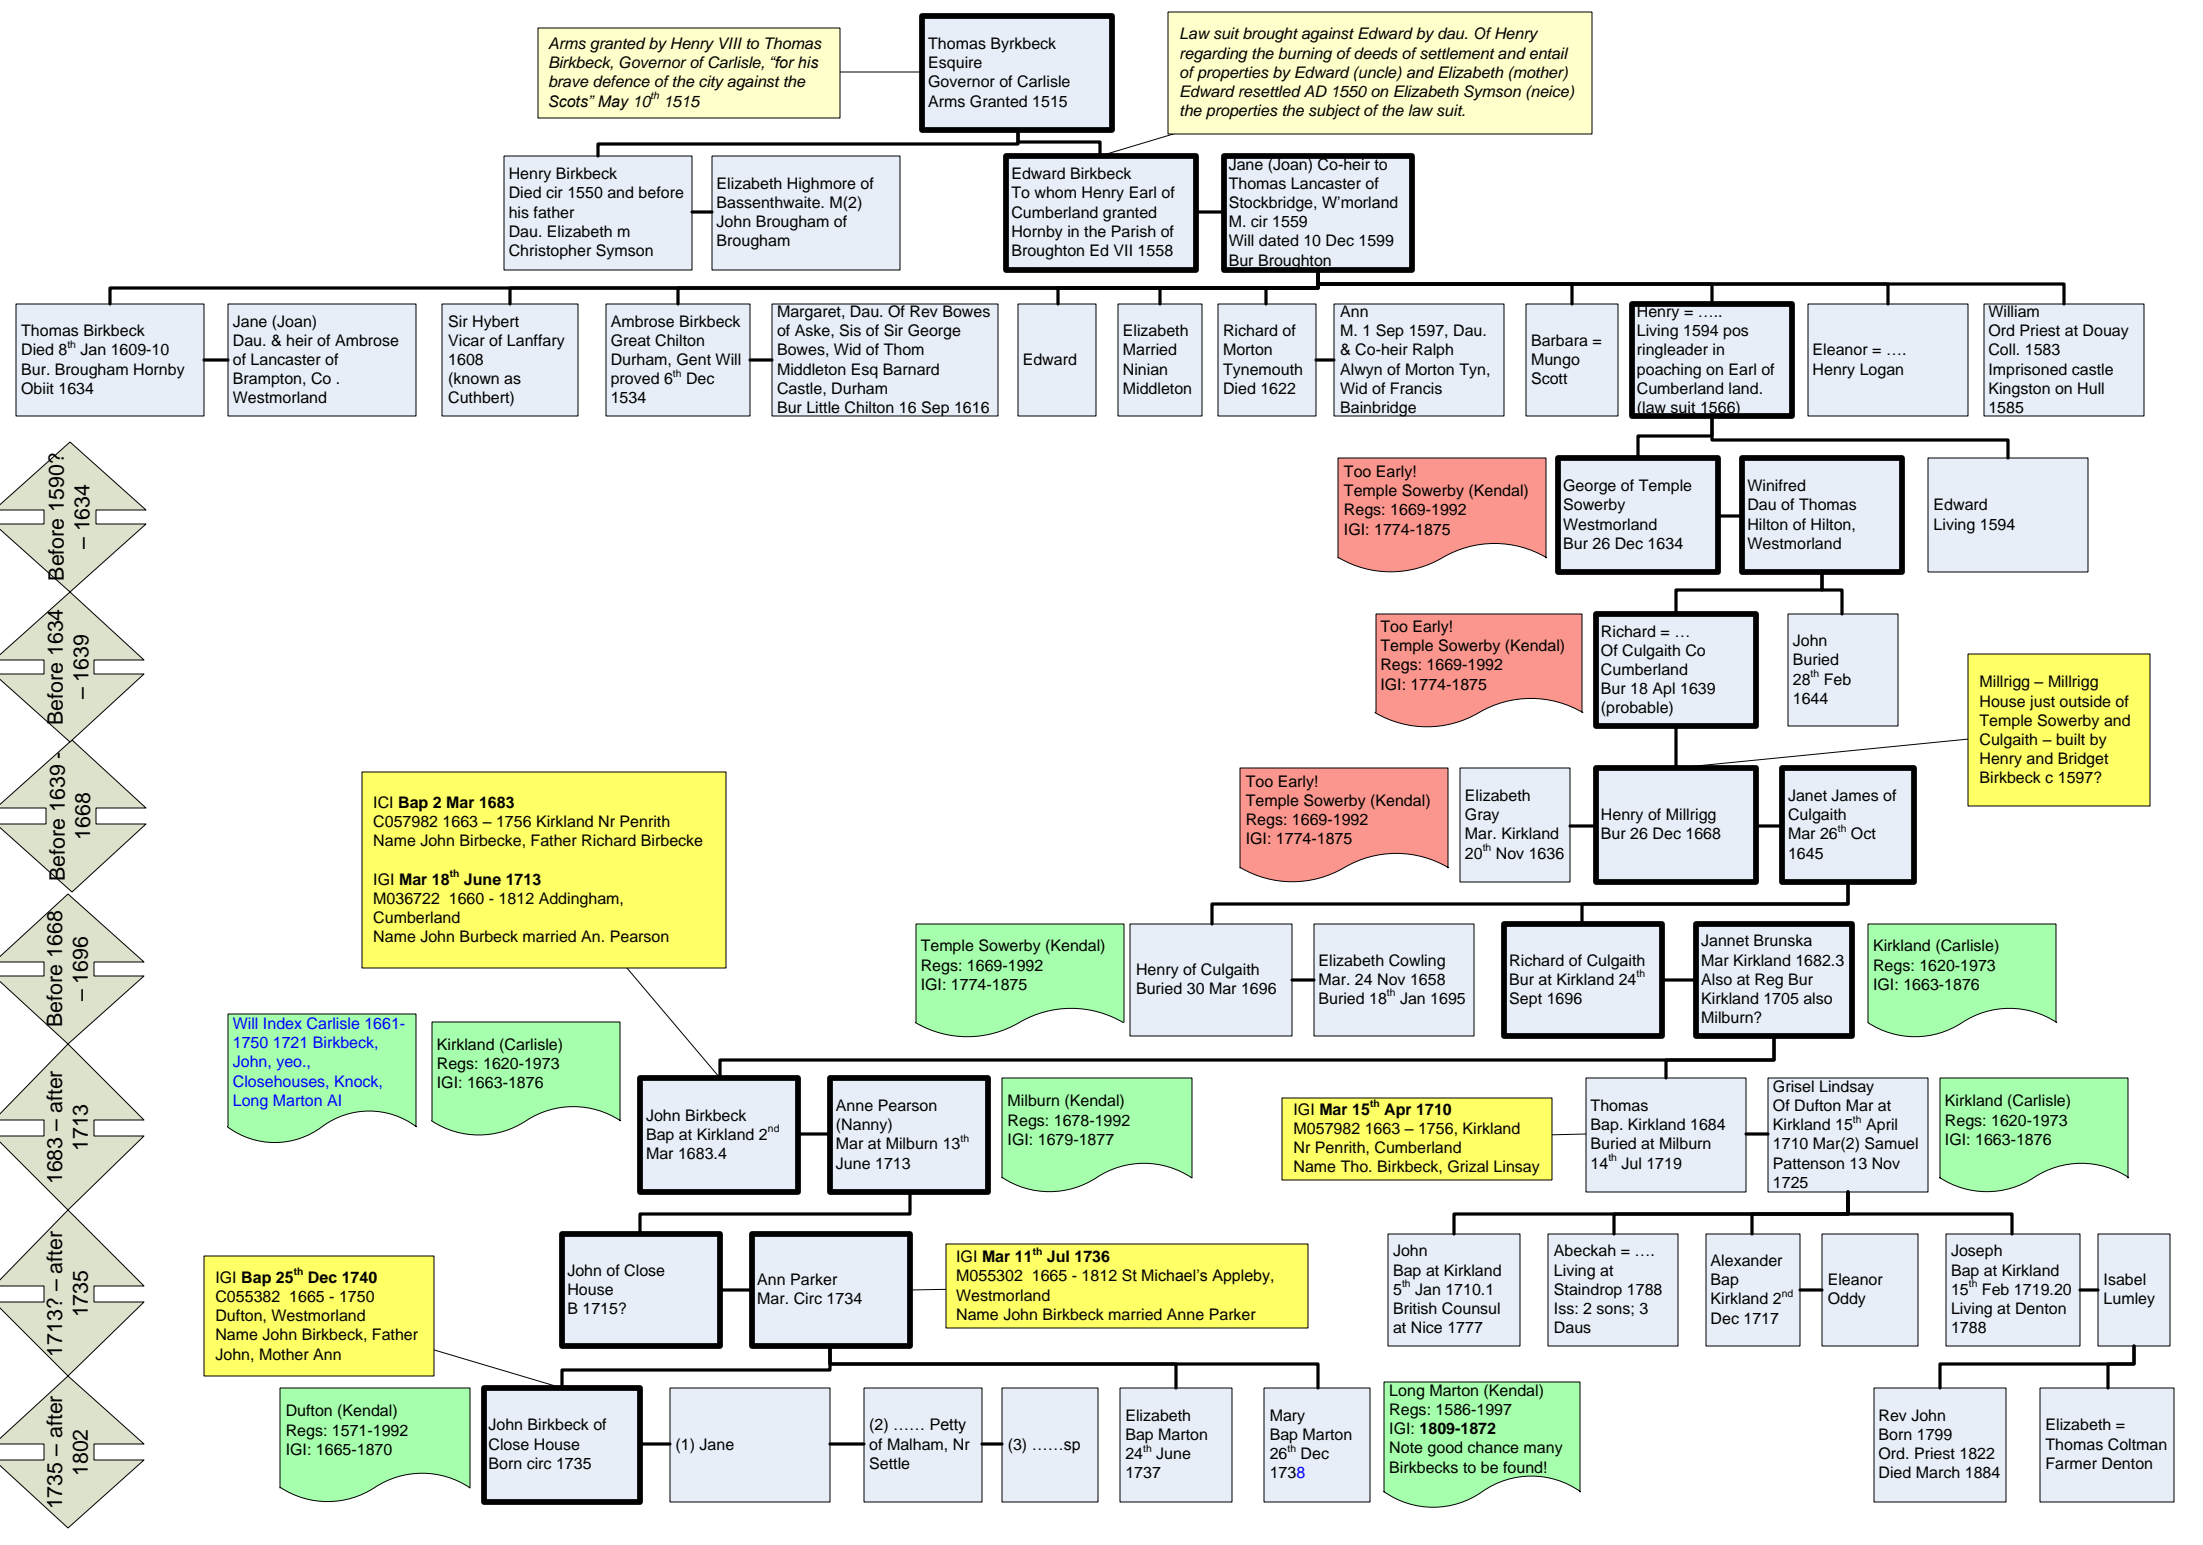 Arms granted by Henry VIII to Thomas
Birkbeck, Governor of Carlisle, "for his
brave defence of the city against the
Scots" May 10th 1515
Thomas Byrkbeck
Esquire
Governor of Carlisle
Arms Granted 1515
Law suit brought against Edward by dau. Of Henry
regarding the burning of deeds of settlement and entail
of properties by Edward (uncle) and Elizabeth (mother)
Edward resettled AD 1550 on Elizabeth Symson (neice)
the properties the subject of the law suit.
Henry Birkbeck
Died cir 1550 and before
his father
Dau. Elizabeth m
Christopher Symson
Elizabeth Highmore of
Bassenthwaite. M(2)
John Brougham of
Brougham
Edward Birkbeck
To whom Henry Earl of
Cumberland granted
Hornby in the Parish of
Broughton Ed VII 1558
Jane (Joan) Co-heir to
Thomas Lancaster of
Stockbridge, W'morland
M. cir 1559
Will dated 10 Dec 1599
Bur Broughton
Thomas Birkbeck
Died 8th Jan 1609-10
Bur. Brougham Hornby
Obiit 1634
Jane (Joan)
Dau. & heir of Ambrose
of Lancaster of
Brampton, Co .
Westmorland
Sir Hybert
Vicar of Lanffary
1608
(known as
Cuthbert)
Ambrose Birkbeck
Great Chilton
Durham, Gent Will
proved 6th Dec
1534
Margaret, Dau. Of Rev Bowes
of Aske, Sis of Sir George
Bowes, Wid of Thom
Middleton Esq Barnard
Castle, Durham
Bur Little Chilton 16 Sep 1616
Edward
Elizabeth
Married
Ninian
Middleton
Richard of
Morton
Tynemouth
Died 1622
Ann
M. 1 Sep 1597, Dau.
& Co-heir Ralph
Alwyn of Morton Tyn,
Wid of Francis
Bainbridge
Barbara =
Mungo
Scott
Henry = …..
Living 1594 pos
ringleader in
poaching on Earl of
Cumberland land.
(law suit 1566)
Eleanor = ….
Henry Logan
William
Ord Priest at Douay
Coll. 1583
Imprisoned castle
Kingston on Hull
1585
Before 1590?
– 1634
Too Early!
Temple Sowerby (Kendal)
Regs: 1669-1992
IGI: 1774-1875
George of Temple
Sowerby
Westmorland
Bur 26 Dec 1634
Winifred
Dau of Thomas
Hilton of Hilton,
Westmorland
Edward
Living 1594
Before 1634
– 1639
Too Early!
Temple Sowerby (Kendal)
Regs: 1669-1992
IGI: 1774-1875
Richard = …
Of Culgaith Co
Cumberland
Bur 18 Apl 1639
(probable)
John
Buried
28th Feb
1644
Millrigg – Millrigg
House just outside of
Temple Sowerby and
Culgaith – built by
Henry and Bridget
Birkbeck c 1597?
Before 1639 -
1668
ICI Bap 2 Mar 1683
C057982 1663 – 1756 Kirkland Nr Penrith
Name John Birbecke, Father Richard Birbecke
IGI Mar 18th June 1713
M036722 1660 - 1812 Addingham,
Cumberland
Name John Burbeck married An. Pearson
Too Early!
Temple Sowerby (Kendal)
Regs: 1669-1992
IGI: 1774-1875
Elizabeth
Gray
Mar. Kirkland
20th Nov 1636
Henry of Millrigg
Bur 26 Dec 1668
Janet James of
Culgaith
Mar 26th Oct
1645
Before 1668
– 1696
Temple Sowerby (Kendal)
Regs: 1669-1992
IGI: 1774-1875
Henry of Culgaith
Buried 30 Mar 1696
Elizabeth Cowling
Mar. 24 Nov 1658
Buried 18th Jan 1695
Richard of Culgaith
Bur at Kirkland 24th
Sept 1696
Jannet Brunska
Mar Kirkland 1682.3
Also at Reg Bur
Kirkland 1705 also
Milburn?
Kirkland (Carlisle)
Regs: 1620-1973
IGI: 1663-1876
1683 – after
1713
Will Index Carlisle 1661-
1750 1721 Birkbeck,
John, yeo.,
Closehouses, Knock,
Long Marton AI
Kirkland (Carlisle)
Regs: 1620-1973
IGI: 1663-1876
John Birkbeck
Bap at Kirkland 2nd
Mar 1683.4
Anne Pearson
(Nanny)
Mar at Milburn 13th
June 1713
Milburn (Kendal)
Regs: 1678-1992
IGI: 1679-1877
IGI Mar 15th Apr 1710
M057982 1663 – 1756, Kirkland
Nr Penrith, Cumberland
Name Tho. Birkbeck, Grizal Linsay
Thomas
Bap. Kirkland 1684
Buried at Milburn
14th Jul 1719
Grisel Lindsay
Of Dufton Mar at
Kirkland 15th April
1710 Mar(2) Samuel
Pattenson 13 Nov
1725
Kirkland (Carlisle)
Regs: 1620-1973
IGI: 1663-1876
1713? – after
1735
IGI Bap 25th Dec 1740
C055382 1665 - 1750
Dufton, Westmorland
Name John Birkbeck, Father
John, Mother Ann
John of Close
House
B 1715?
Ann Parker
Mar. Circ 1734
IGI Mar 11th Jul 1736
M055302 1665 - 1812 St Michael's Appleby,
Westmorland
Name John Birkbeck married Anne Parker
John
Bap at Kirkland
5th Jan 1710.1
British Counsul
at Nice 1777
Abeckah = ….
Living at
Staindrop 1788
Iss: 2 sons; 3
Daus
Alexander
Bap
Kirkland 2nd
Dec 1717
Eleanor
Oddy
Joseph
Bap at Kirkland
15th Feb 1719.20
Living at Denton
1788
Isabel
Lumley
1735 – after
1802
Dufton (Kendal)
Regs: 1571-1992
IGI: 1665-1870
John Birkbeck of
Close House
Born circ 1735
(1) Jane
(2) …… Petty
of Malham, Nr
Settle
(3) ……sp
Elizabeth
Bap Marton
24th June
1737
Mary
Bap Marton
26th Dec
1738
Long Marton (Kendal)
Regs: 1586-1997
IGI: 1809-1872
Note good chance many
Birkbecks to be found!
Rev John
Born 1799
Ord. Priest 1822
Died March 1884
Elizabeth =
Thomas Coltman
Farmer Denton